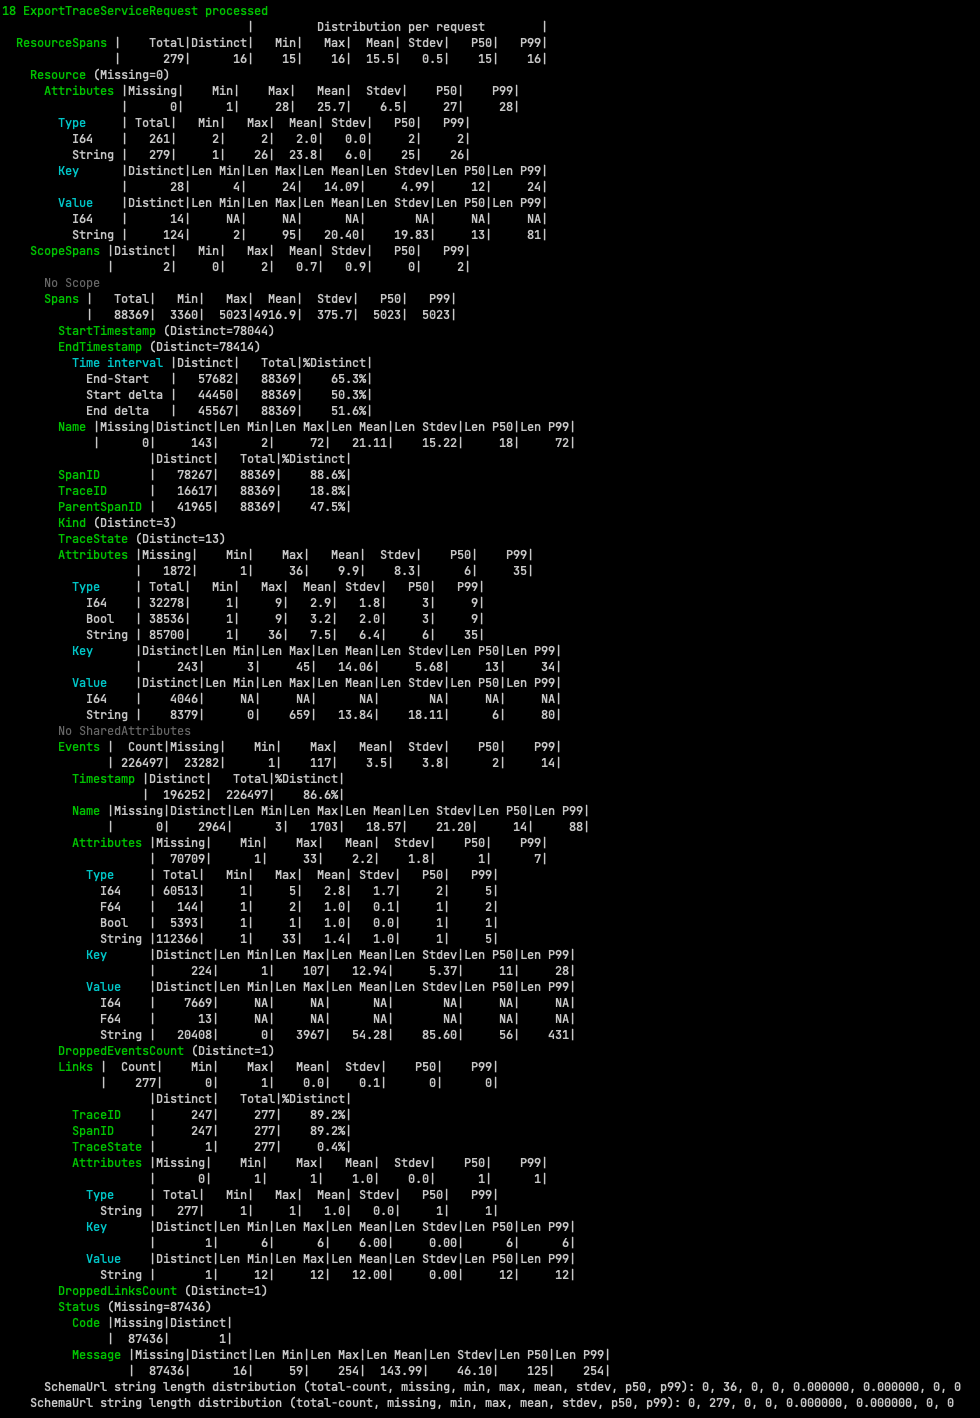 18 ExportTraceServiceRequest processed
|         Distribution per request        |
ResourceSpans |    Total|Distinct|   Min|   Max|  Mean| Stdev|   P50|   P99|
|      279|      16|    15|    16|  15.5|   0.5|    15|    16|
Resource (Missing=0)
Attributes |Missing|    Min|    Max|   Mean|  Stdev|    P50|    P99|
|      0|      1|     28|   25.7|    6.5|     27|     28|
Type     | Total|   Min|   Max|  Mean| Stdev|   P50|   P99|
I64    |   261|     2|     2|   2.0|   0.0|     2|     2|
String |   279|     1|    26|  23.8|   6.0|    25|    26|
Key      |Distinct|Len Min|Len Max|Len Mean|Len Stdev|Len P50|Len P99|
|      28|      4|     24|   14.09|     4.99|     12|     24|
Value    |Distinct|Len Min|Len Max|Len Mean|Len Stdev|Len P50|Len P99|
I64    |      14|     NA|     NA|      NA|       NA|     NA|     NA|
String |     124|      2|     95|   20.40|    19.83|     13|     81|
ScopeSpans |Distinct|   Min|   Max|  Mean| Stdev|   P50|   P99|
|       2|     0|     2|   0.7|   0.9|     0|     2|
No Scope
Spans |   Total|   Min|   Max|  Mean|  Stdev|   P50|   P99|
|   88369|  3360|  5023|4916.9|  375.7|  5023|  5023|
StartTimestamp (Distinct=78044)
EndTimestamp (Distinct=78414)
Time interval |Distinct|   Total|%Distinct|
End-Start   |   57682|   88369|    65.3%|
Start delta |   44450|   88369|    50.3%|
End delta   |   45567|   88369|    51.6%|
Name |Missing|Distinct|Len Min|Len Max|Len Mean|Len Stdev|Len P50|Len P99|
|      0|     143|      2|     72|   21.11|    15.22|     18|     72|
|Distinct|   Total|%Distinct|
SpanID       |   78267|   88369|    88.6%|
TraceID      |   16617|   88369|    18.8%|
ParentSpanID |   41965|   88369|    47.5%|
Kind (Distinct=3)
TraceState (Distinct=13)
Attributes |Missing|    Min|    Max|   Mean|  Stdev|    P50|    P99|
|   1872|      1|     36|    9.9|    8.3|      6|     35|
Type     | Total|   Min|   Max|  Mean| Stdev|   P50|   P99|
I64    | 32278|     1|     9|   2.9|   1.8|     3|     9|
Bool   | 38536|     1|     9|   3.2|   2.0|     3|     9|
String | 85700|     1|    36|   7.5|   6.4|     6|    35|
Key      |Distinct|Len Min|Len Max|Len Mean|Len Stdev|Len P50|Len P99|
|     243|      3|     45|   14.06|     5.68|     13|     34|
Value    |Distinct|Len Min|Len Max|Len Mean|Len Stdev|Len P50|Len P99|
I64    |    4046|     NA|     NA|      NA|       NA|     NA|     NA|
String |    8379|      0|    659|   13.84|    18.11|      6|     80|
No SharedAttributes
Events |  Count|Missing|    Min|    Max|   Mean|  Stdev|    P50|    P99|
| 226497|  23282|      1|    117|    3.5|    3.8|      2|     14|
Timestamp |Distinct|   Total|%Distinct|
|  196252|  226497|    86.6%|
Name |Missing|Distinct|Len Min|Len Max|Len Mean|Len Stdev|Len P50|Len P99|
|      0|    2964|      3|   1703|   18.57|    21.20|     14|     88|
Attributes |Missing|    Min|    Max|   Mean|  Stdev|    P50|    P99|
|  70709|      1|     33|    2.2|    1.8|      1|      7|
Type     | Total|   Min|   Max|  Mean| Stdev|   P50|   P99|
I64    | 60513|     1|     5|   2.8|   1.7|     2|     5|
F64    |   144|     1|     2|   1.0|   0.1|     1|     2|
Bool   |  5393|     1|     1|   1.0|   0.0|     1|     1|
String |112366|     1|    33|   1.4|   1.0|     1|     5|
Key      |Distinct|Len Min|Len Max|Len Mean|Len Stdev|Len P50|Len P99|
|     224|      1|    107|   12.94|     5.37|     11|     28|
Value    |Distinct|Len Min|Len Max|Len Mean|Len Stdev|Len P50|Len P99|
I64    |    7669|     NA|     NA|      NA|       NA|     NA|     NA|
F64    |      13|     NA|     NA|      NA|       NA|     NA|     NA|
String |   20408|      0|   3967|   54.28|    85.60|     56|    431|
DroppedEventsCount (Distinct=1)
Links |  Count|    Min|    Max|   Mean|  Stdev|    P50|    P99|
|    277|      0|      1|    0.0|    0.1|      0|      0|
|Distinct|   Total|%Distinct|
TraceID    |     247|     277|    89.2%|
SpanID     |     247|     277|    89.2%|
TraceState |       1|     277|     0.4%|
Attributes |Missing|    Min|    Max|   Mean|  Stdev|    P50|    P99|
|      0|      1|      1|    1.0|    0.0|      1|      1|
Type     | Total|   Min|   Max|  Mean| Stdev|   P50|   P99|
String |   277|     1|     1|   1.0|   0.0|     1|     1|
Key      |Distinct|Len Min|Len Max|Len Mean|Len Stdev|Len P50|Len P99|
|       1|      6|      6|    6.00|     0.00|      6|      6|
Value    |Distinct|Len Min|Len Max|Len Mean|Len Stdev|Len P50|Len P99|
String |       1|     12|     12|   12.00|     0.00|     12|     12|
DroppedLinksCount (Distinct=1)
Status (Missing=87436)
Code |Missing|Distinct|
|  87436|       1|
Message |Missing|Distinct|Len Min|Len Max|Len Mean|Len Stdev|Len P50|Len P99|
|  87436|      16|     59|    254|  143.99|    46.10|    125|    254|
SchemaUrl string length distribution (total-count, missing, min, max, mean, stdev, p50, p99): 0, 36, 0, 0, 0.000000, 0.000000, 0, 0
SchemaUrl string length distribution (total-count, missing, min, max, mean, stdev, p50, p99): 0, 279, 0, 0, 0.000000, 0.000000, 0, 0